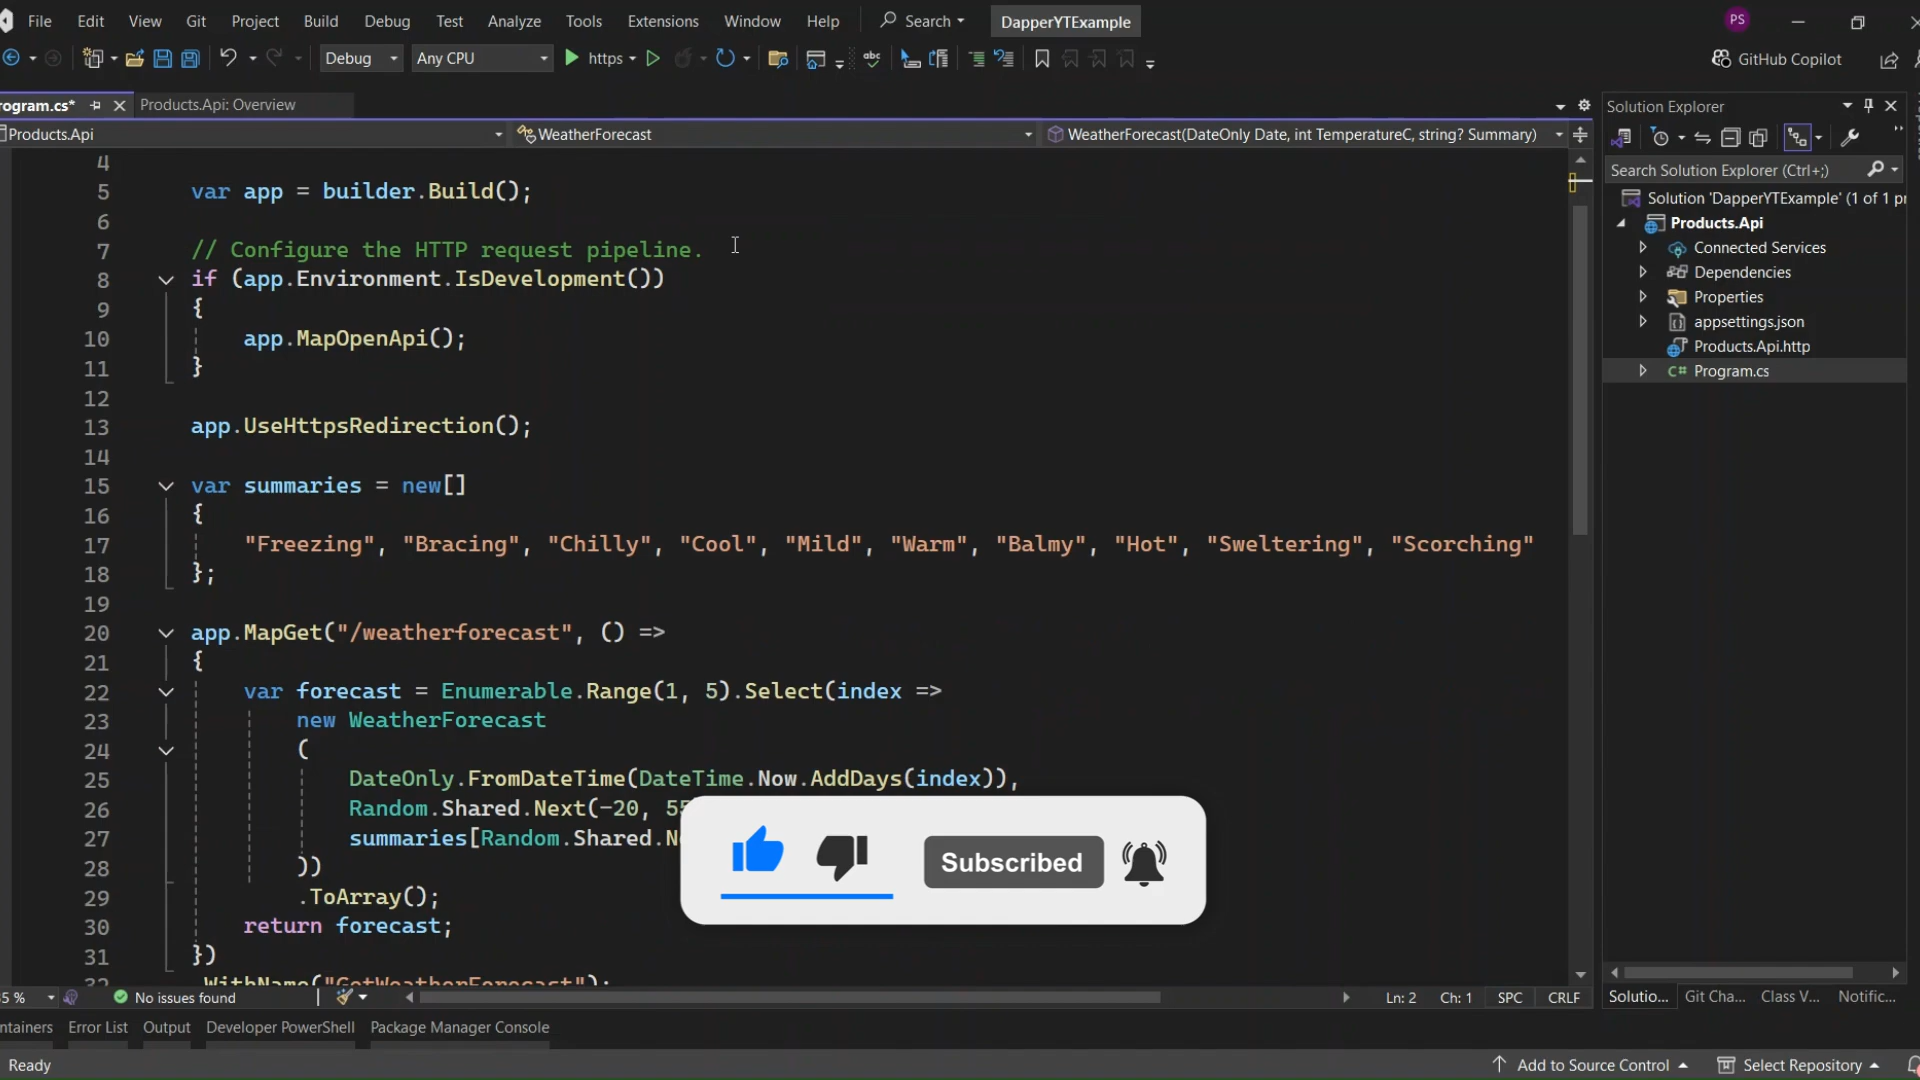 File Edit View Git Project Build Debug Test Analyze Tools Extensions Window Help Search DapperYTExample PS
Debug Any CPU https GitHub Copilot
rogram.cs* Products.Api: Overview
Solution Explorer
Products.Api WeatherForecast WeatherForecast(DateOnly Date, int TemperatureC, string? Summary)
Search Solution Explorer (Ctrl+;)
Solution 'DapperYTExample' (1 of 1 pr
Products.Api
Connected Services
Dependencies
Properties
appsettings.json
Products.Api.http
C# Program.cs
4
5 var app = builder.Build();
6
7 // Configure the HTTP request pipeline.
8 if (app.Environment.IsDevelopment())
9 {
10 app.MapOpenApi();
11 }
12
13 app.UseHttpsRedirection();
14
15 var summaries = new[]
16 {
17 "Freezing", "Bracing", "Chilly", "Cool", "Mild", "Warm", "Balmy", "Hot", "Sweltering", "Scorching"
18 };
19
20 app.MapGet("/weatherforecast", () =>
21 {
22 var forecast = Enumerable.Range(1, 5).Select(index =>
23 new WeatherForecast
24 (
25 DateOnly.FromDateTime(DateTime.Now.AddDays(index)),
26 Random.Shared.Next(-20, 55
27 summaries[Random.Shared.N
28 ))
29 .ToArray();
30 return forecast;
31 })
32 .WithName("GetWeatherForecast");
Subscribed
5 % No issues found Ln: 2 Ch: 1 SPC CRLF
Solutio... Git Cha... Class V... Notific...
ntainers Error List Output Developer PowerShell Package Manager Console
Ready Add to Source Control Select Repository